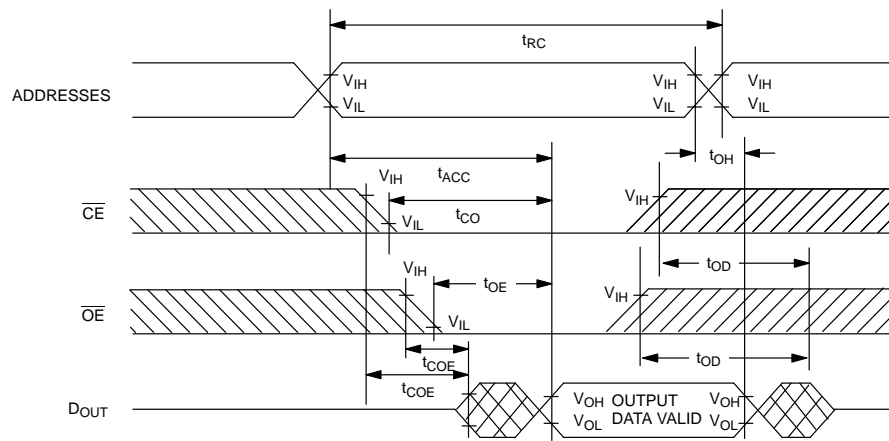 tRC
ADDRESSES
VIH VIH VIH
VIL VIL VIL
tOH
tACC
VIH
CE
tCO
VIL
VIH
tOD
VIH
OE
tOE
VIL
VIH
tCOE
tOD
tCOE
DOUT
VOH OUTPUT VOH
VOL DATA VALID VOL